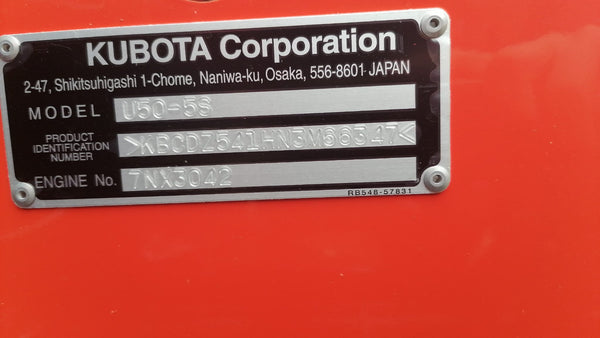 KUBOTA Corporation
2-47, Shikitsuhigashi 1-Chome, Naniwa-ku, Osaka, 556-8601 JAPAN
MODEL U50-5S
PRODUCT
IDENTIFICATION >KBCDZ541HN3M66347<
NUMBER
ENGINE No. 7NX3042
RB548-57831